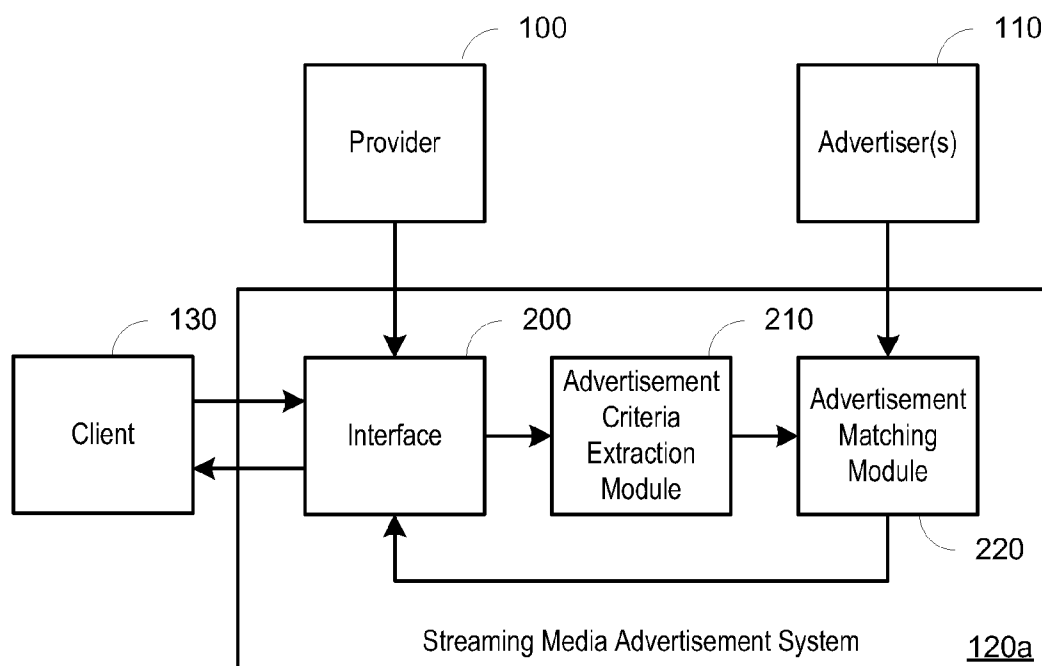 100
110
Provider
Advertiser(s)
130
200
210
Client
Interface
Advertisement
Criteria
Extraction
Module
Advertisement
Matching
Module
220
Streaming Media Advertisement System
120a